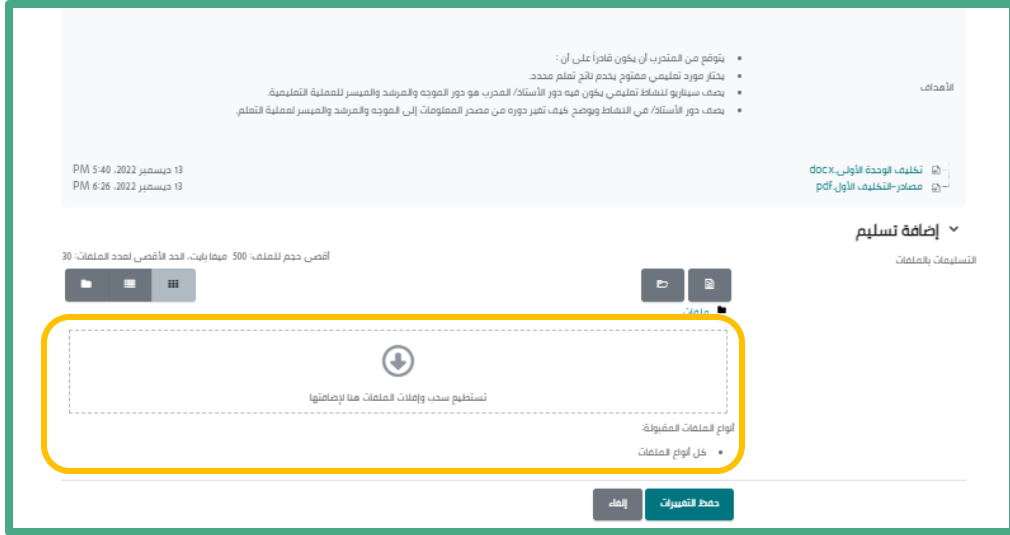 يتوقع من المتدرب أن يكون قادراً على أن :
يختار مورد تعليمي مفتوح يخدم ناتج تعلم محدد.
الأهداف
يصف سيناريو لنشاط تعليمي يكون فيه دور الأستاذ/ المدرب هو دور الموجه والمرشد والميسر للعملية التعليمية.
يصف دور الأستاذ/ في النشاط ويوضح كيف تغير دوره من مصدر المعلومات إلى الموجه والمرشد والميسر لعملية التعلم.
تكليف الوحدة الأولى.docx 13 ديسمبر 2022، 5:40 PM
مصادر-التكليف الأول.pdf 13 ديسمبر 2022، 6:26 PM
إضافة تسليم
التسليمات بالملفات
أقصى حجم للملف: 500 ميغابايت، الحد الأقصى لعدد الملفات: 30
ملفات
تستطيع سحب وإفلات الملفات هنا لإضافتها
أنواع الملفات المقبولة:
كل أنواع الملفات
حفظ التغييرات إلغاء